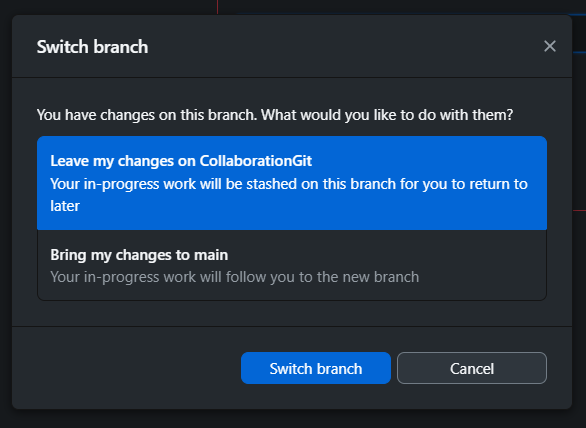 Switch branch
You have changes on this branch. What would you like to do with them?
Leave my changes on CollaborationGit
Your in-progress work will be stashed on this branch for you to return to
later
Bring my changes to main
Your in-progress work will follow you to the new branch
Switch branch
Cancel